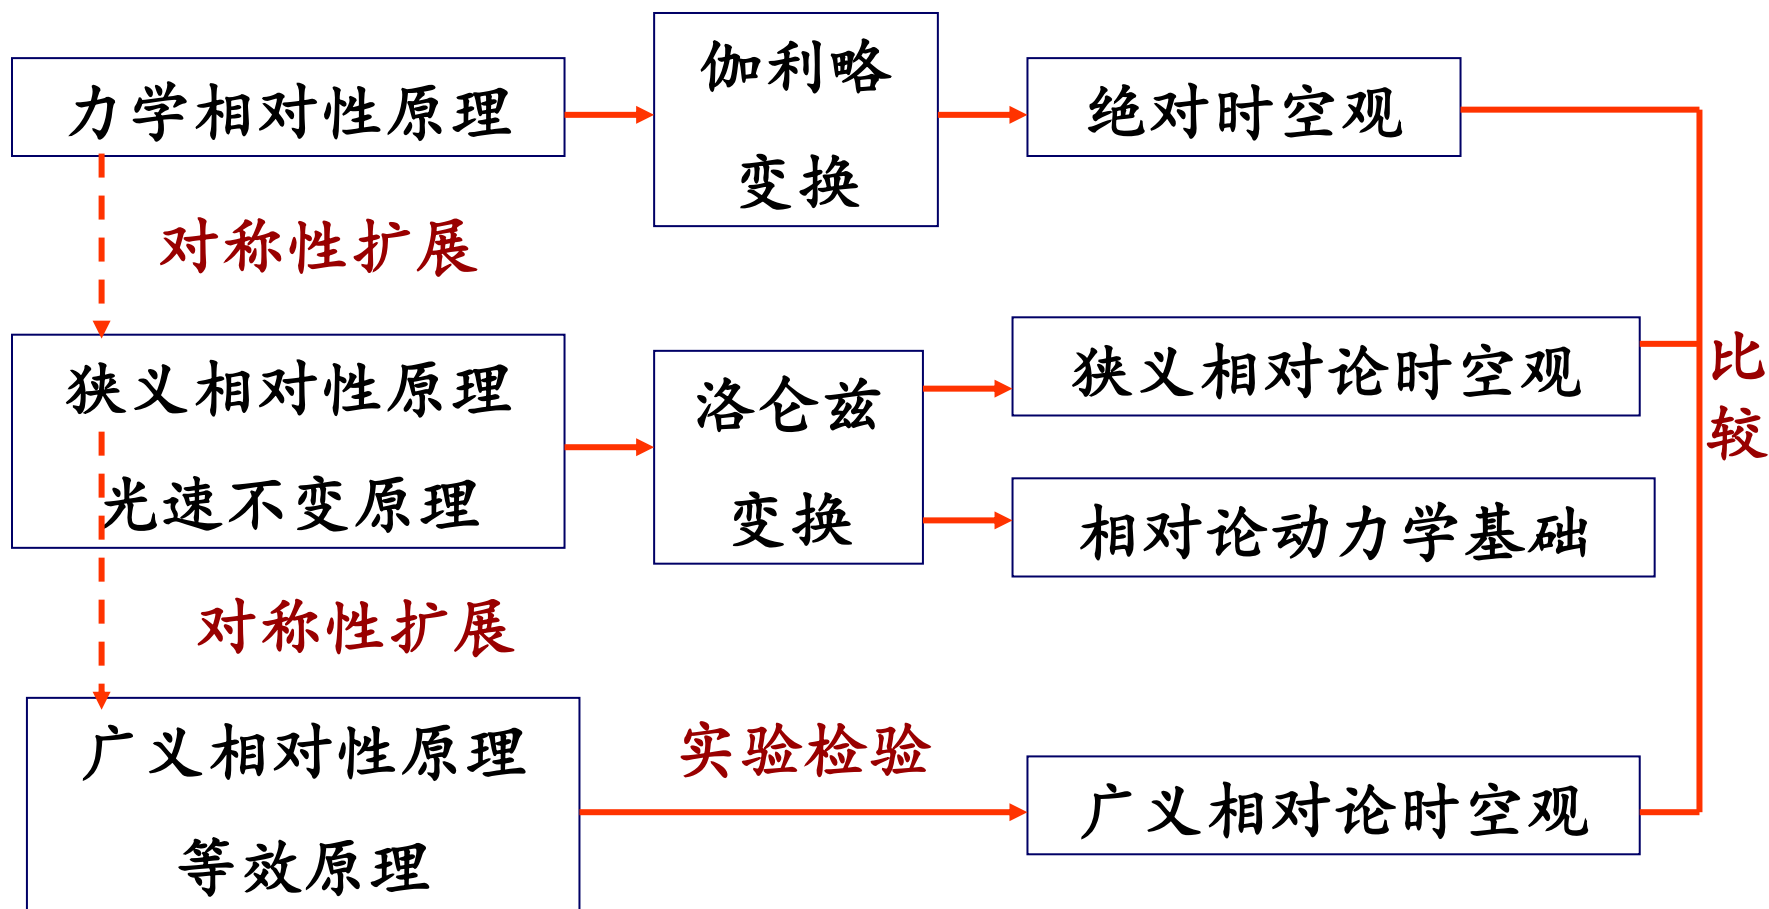 力学相对性原理
伽利略
变换
绝对时空观
对称性扩展
狭义相对性原理
光速不变原理
洛仑兹
变换
狭义相对论时空观
相对论动力学基础
比
较
对称性扩展
广义相对性原理
等效原理
实验检验
广义相对论时空观